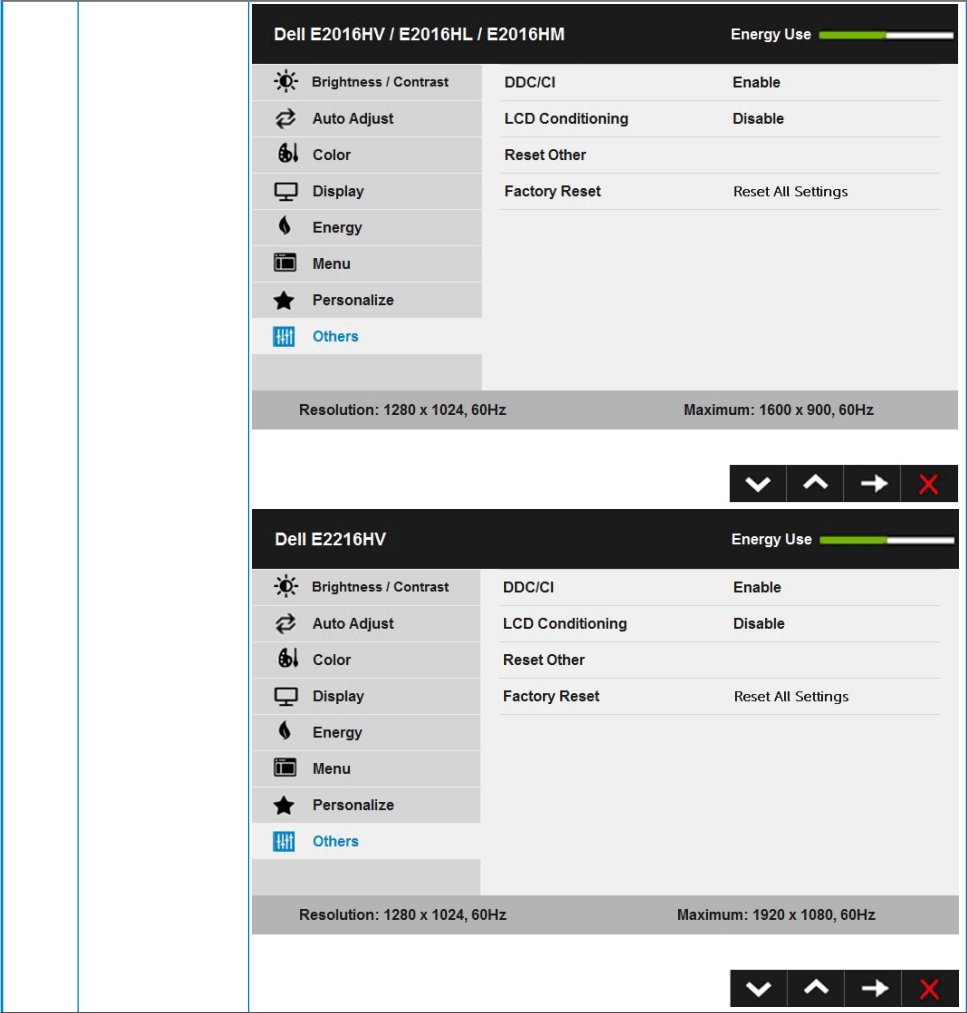 Dell E2016HV / E2016HL / E2016HM Energy Use
Brightness / Contrast DDC/CI Enable
Auto Adjust LCD Conditioning Disable
Color Reset Other
Display Factory Reset Reset All Settings
Energy
Menu
Personalize
Others
Resolution: 1280 x 1024, 60Hz Maximum: 1600 x 900, 60Hz
Dell E2216HV Energy Use
Brightness / Contrast DDC/CI Enable
Auto Adjust LCD Conditioning Disable
Color Reset Other
Display Factory Reset Reset All Settings
Energy
Menu
Personalize
Others
Resolution: 1280 x 1024, 60Hz Maximum: 1920 x 1080, 60Hz